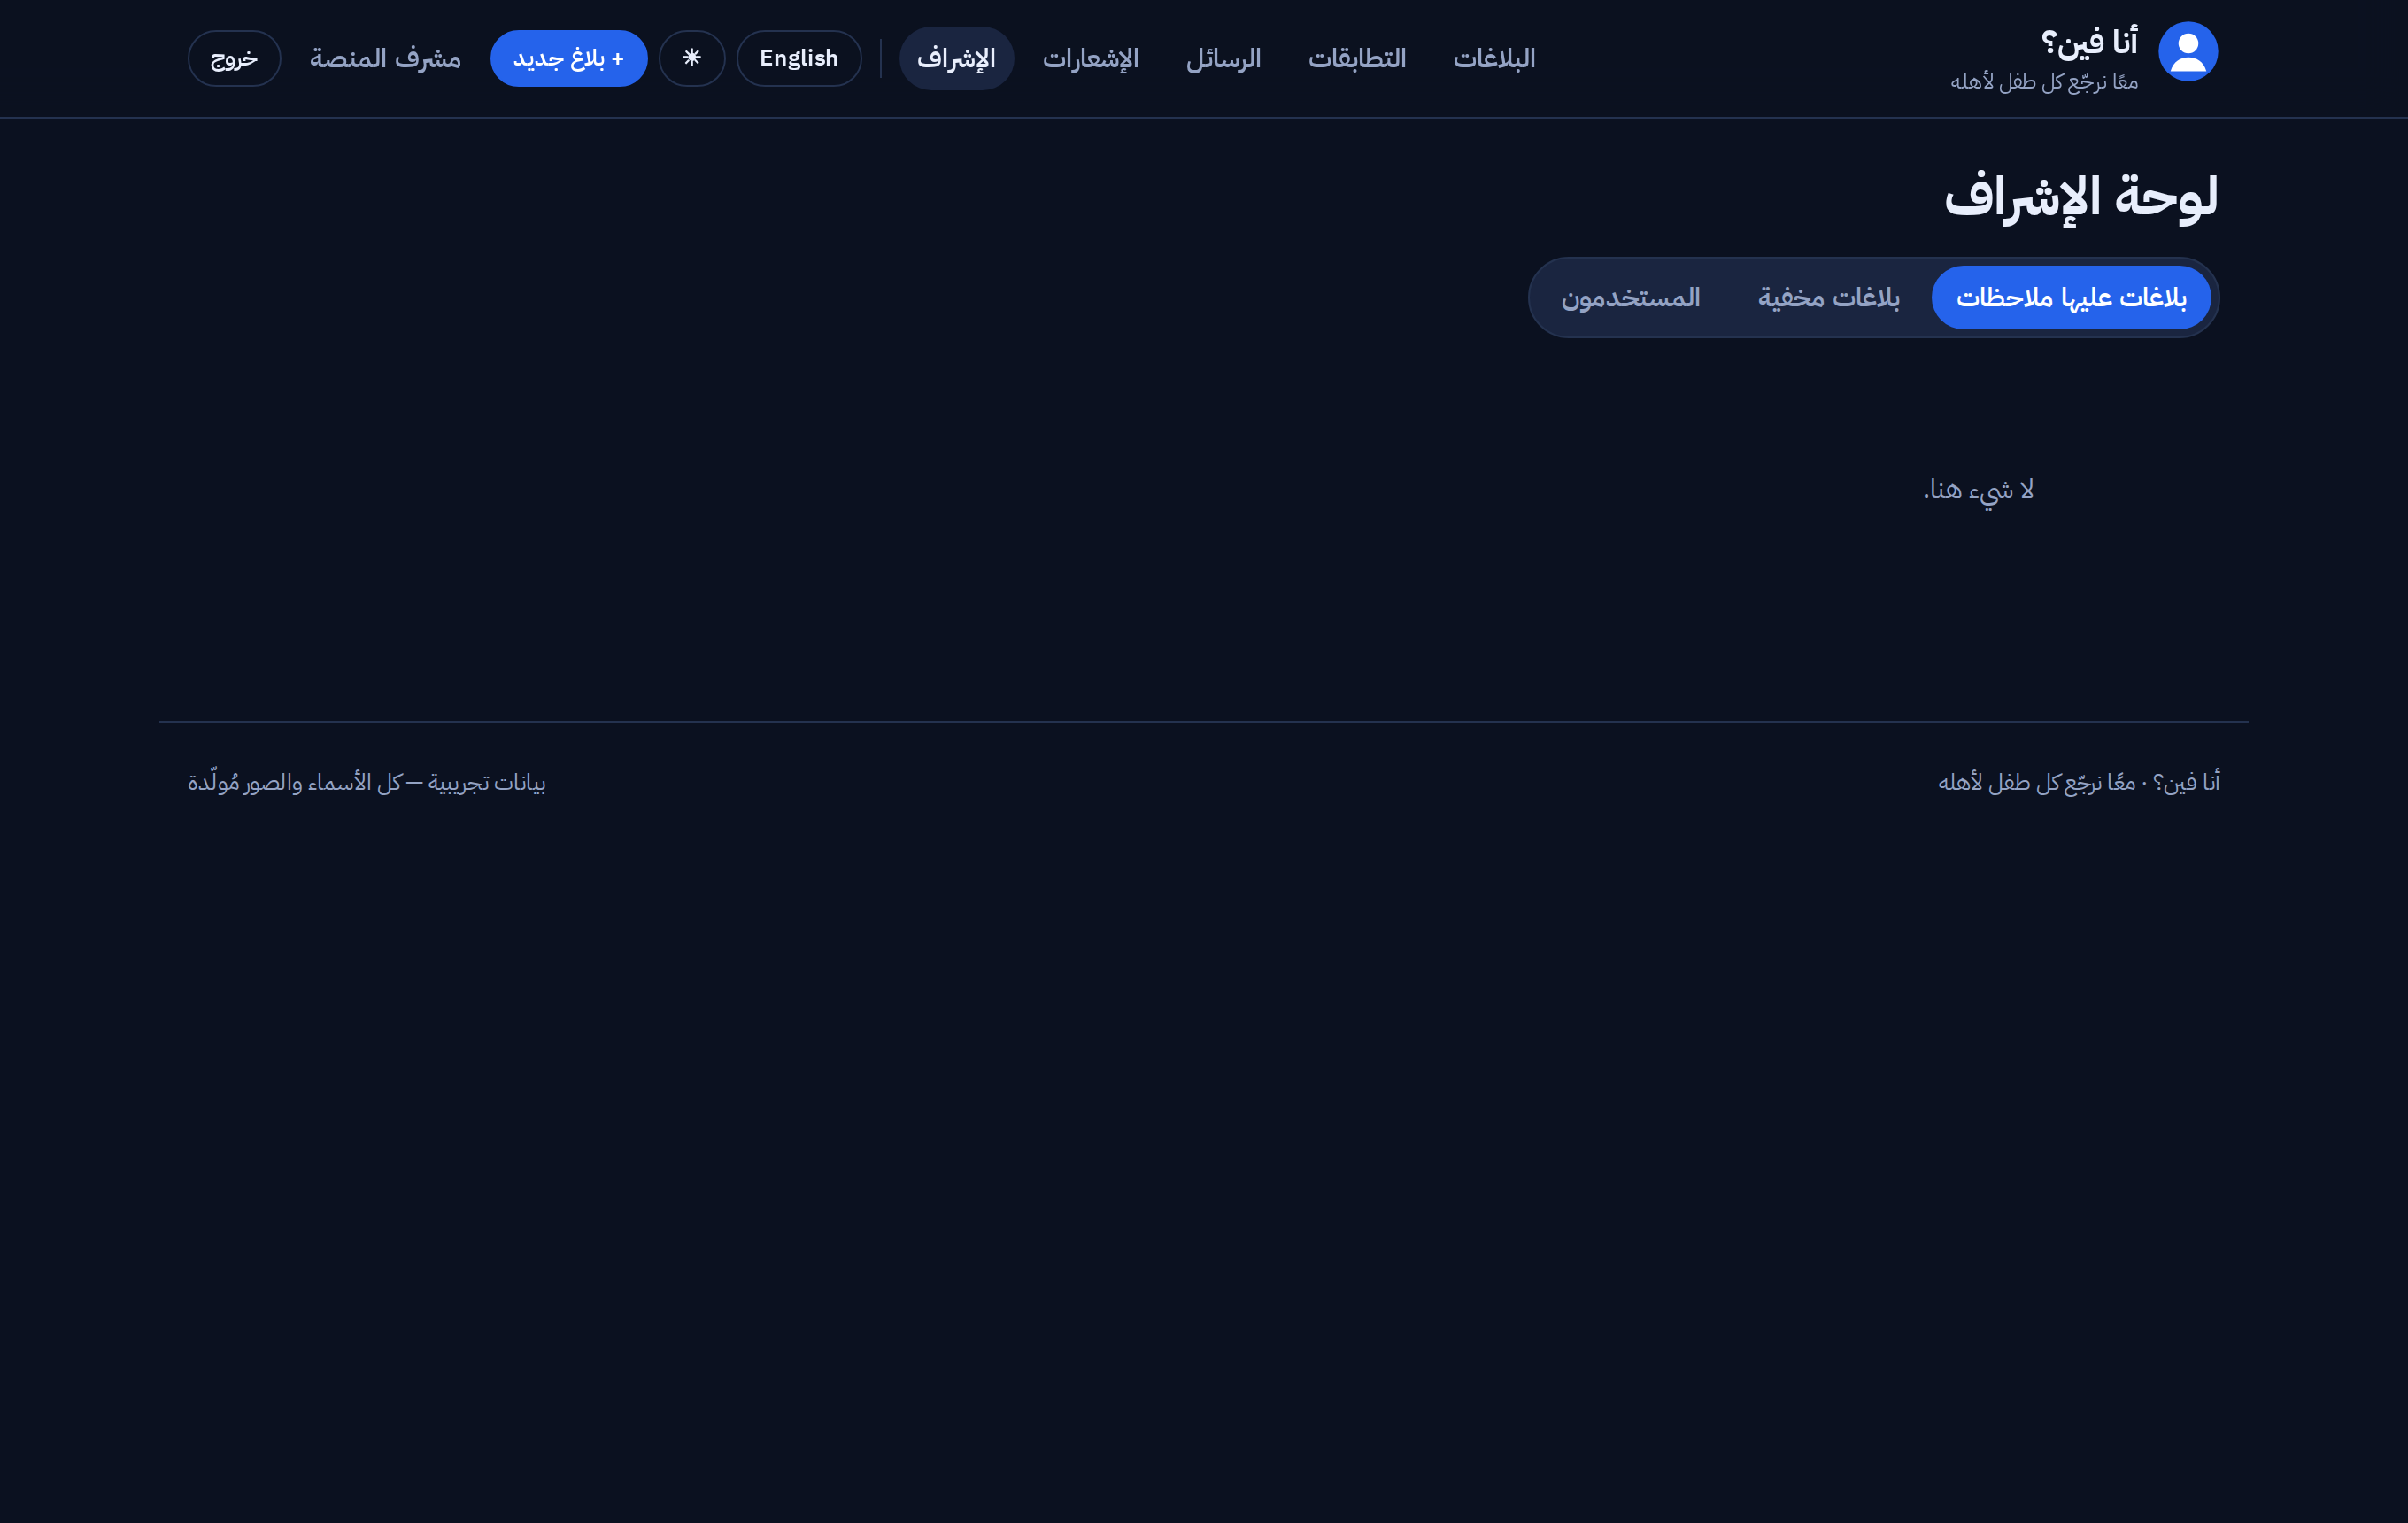 أنا فين؟
معًا نرجّع كل طفل لأهله
البلاغات
التطابقات
الرسائل
الإشعارات
الإشراف
English
+ بلاغ جديد
مشرف المنصة
خروج
لوحة الإشراف
بلاغات عليها ملاحظات
بلاغات مخفية
المستخدمون
لا شيء هنا.
أنا فين؟ · معًا نرجّع كل طفل لأهله
بيانات تجريبية — كل الأسماء والصور مُولّدة